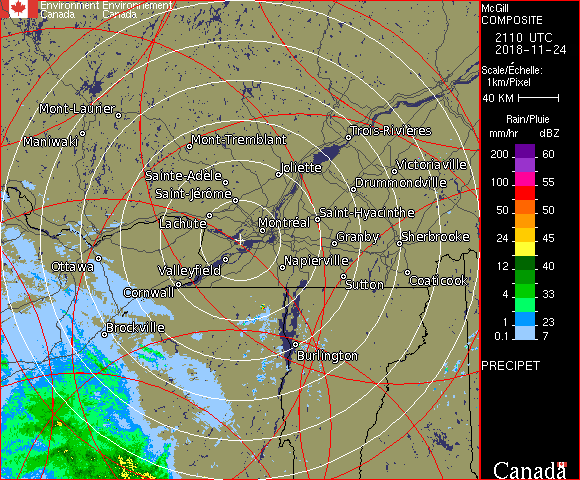 Environment Environnement
Canada Canada
McGill
COMPOSITE
2110 UTC
2018-11-24
Scale/Échelle:
1km/Pixel
40 KM
Rain/Pluie
mm/hr dBZ
200 60
100 55
50 50
24 45
12 40
4 33
1 23
0.1 7
PRECIPET
Canada
Mont-Laurier
Maniwaki
Mont-Tremblant
Trois-Rivières
Sainte-Adèle
Joliette
Victoriaville
Saint-Jérôme
Drummondville
Lachute
Montréal
Saint-Hyacinthe
Ottawa
Granby
Sherbrooke
Valleyfield
Napierville
Cornwall
Sutton
Coaticook
Brockville
Burlington